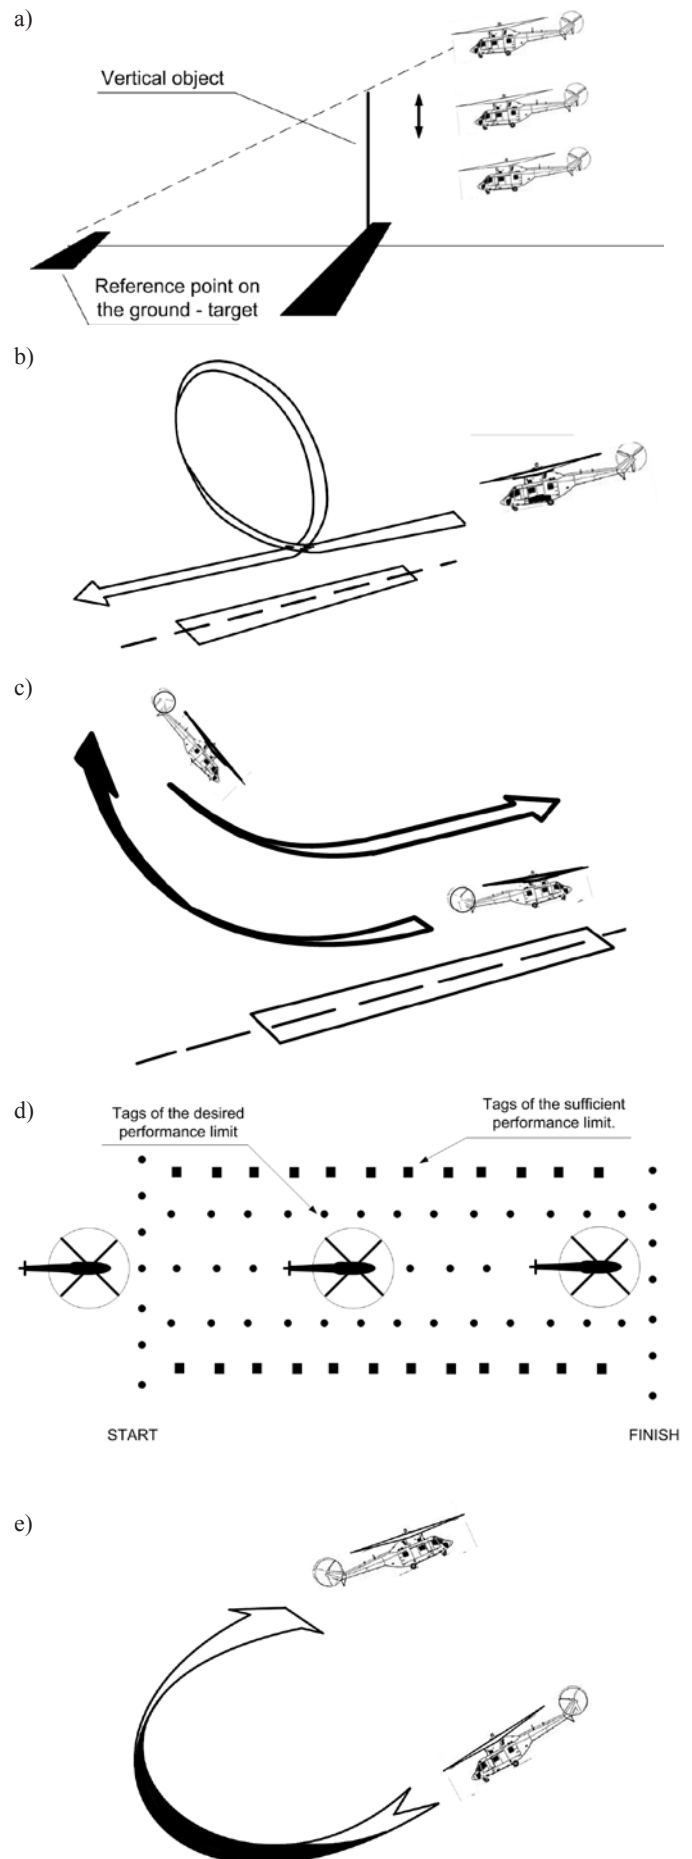 a)
Vertical object
Reference point on
the ground - target
b)
c)
d)
Tags of the desired
performance limit
Tags of the sufficient
performance limit.
START
FINISH
e)